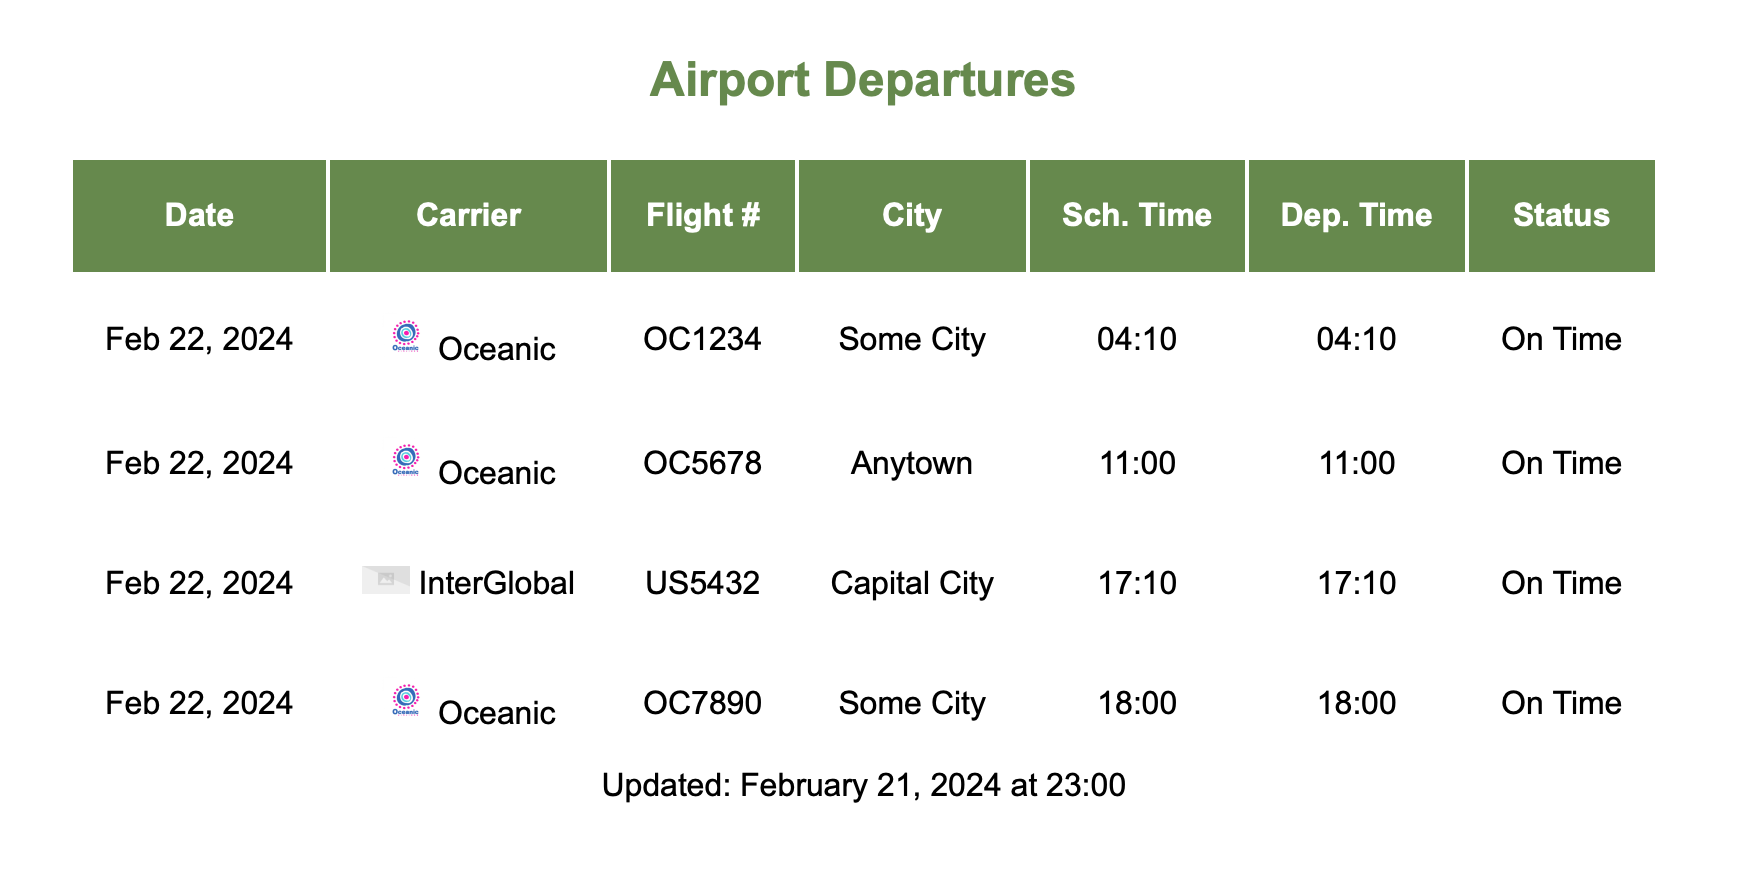 Airport Departures
Date Carrier Flight # City Sch. Time Dep. Time Status
Feb 22, 2024 Oceanic Oceanic OC1234 Some City 04:10 04:10 On Time
Feb 22, 2024 Oceanic Oceanic OC5678 Anytown 11:00 11:00 On Time
Feb 22, 2024 InterGlobal US5432 Capital City 17:10 17:10 On Time
Feb 22, 2024 Oceanic Oceanic OC7890 Some City 18:00 18:00 On Time
Updated: February 21, 2024 at 23:00